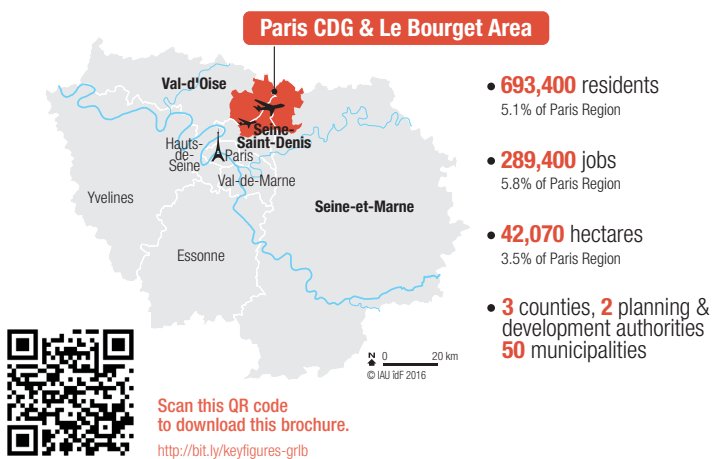 Paris CDG & Le Bourget Area
Val-d'Oise
Seine-
Saint-Denis
Hauts-
de-
Seine
Paris
Val-de-Marne
Yvelines
Seine-et-Marne
Essonne
N 0 20 km
© IAU îdF 2016
• 693,400 residents
5.1% of Paris Region
• 289,400 jobs
5.8% of Paris Region
• 42,070 hectares
3.5% of Paris Region
• 3 counties, 2 planning &
development authorities
50 municipalities
Scan this QR code
to download this brochure.
http://bit.ly/keyfigures-grlb